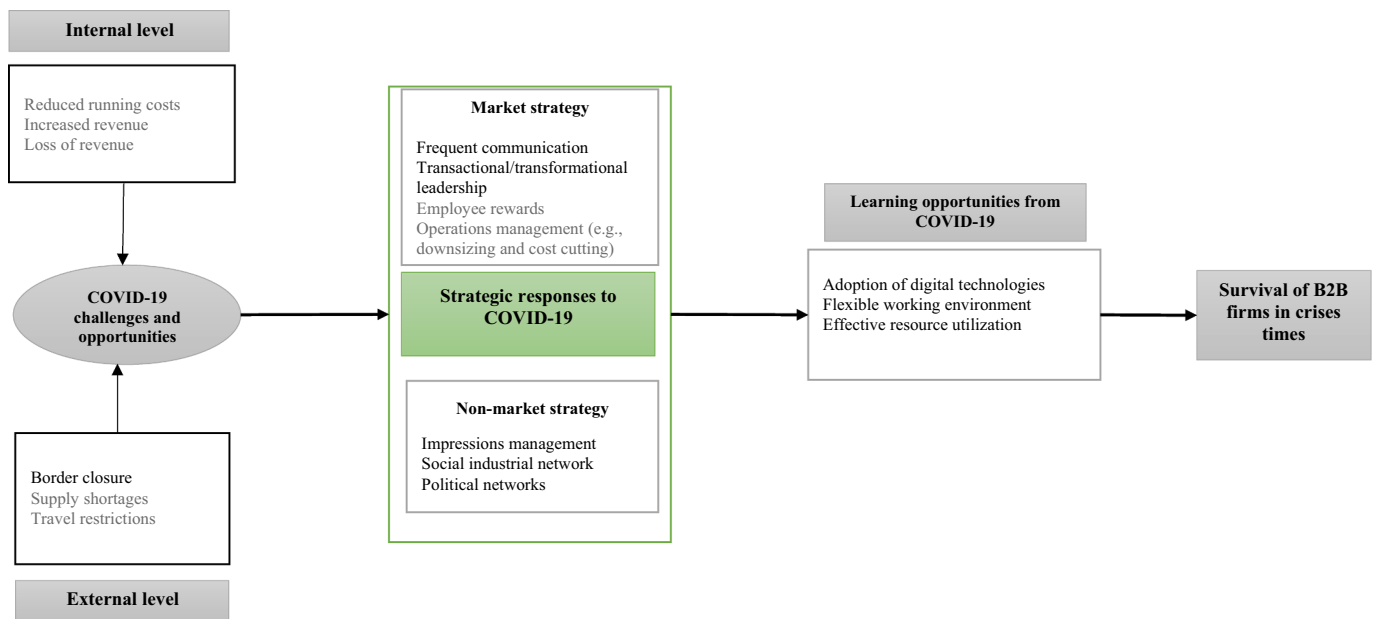 Internal level
Reduced running costs
Increased revenue
Loss of revenue
COVID-19
challenges and
opportunities
Border closure
Supply shortages
Travel restrictions
External level
Market strategy
Frequent communication
Transactional/transformational
leadership
Employee rewards
Operations management (e.g.,
downsizing and cost cutting)
Strategic responses to
COVID-19
Non-market strategy
Impressions management
Social industrial network
Political networks
Learning opportunities from
COVID-19
Adoption of digital technologies
Flexible working environment
Effective resource utilization
Survival of B2B
firms in crises
times